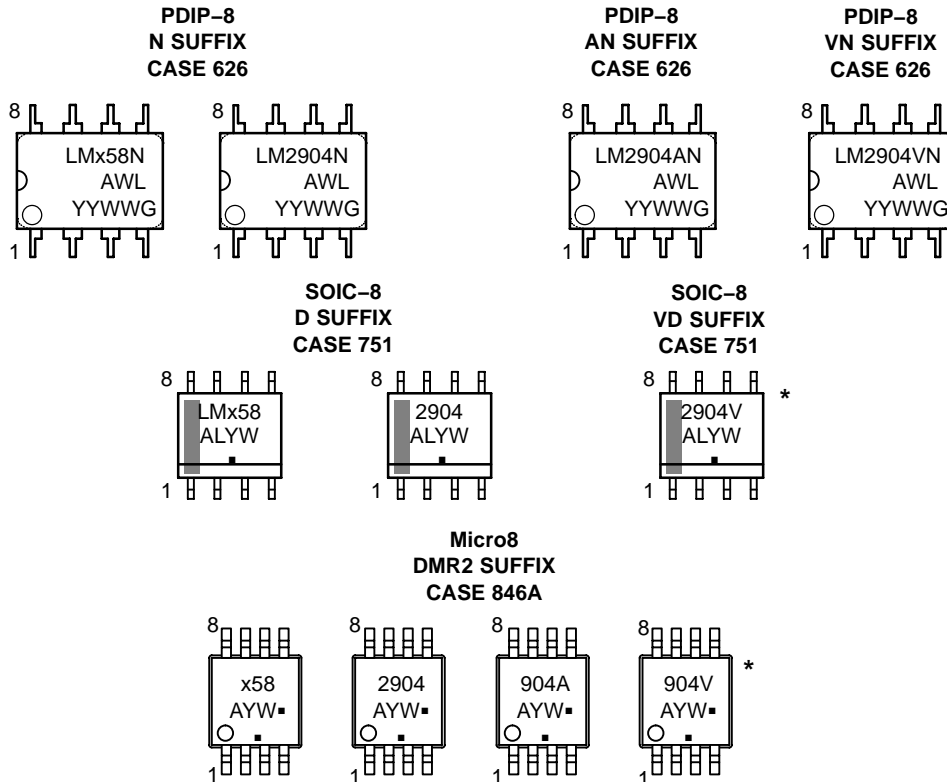 PDIP–8
N SUFFIX
CASE 626
PDIP–8
AN SUFFIX
CASE 626
PDIP–8
VN SUFFIX
CASE 626
8
LMx58N
AWL
YYWWG
1
8
LM2904N
AWL
YYWWG
1
8
LM2904AN
AWL
YYWWG
1
8
LM2904VN
AWL
YYWWG
1
SOIC–8
D SUFFIX
CASE 751
SOIC–8
VD SUFFIX
CASE 751
8
LMx58
ALYW
1
8
2904
ALYW
1
8
2904V
ALYW
1
*
Micro8
DMR2 SUFFIX
CASE 846A
8
x58
AYW▪
▪
1
8
2904
AYW▪
▪
1
8
904A
AYW▪
▪
1
8
904V
AYW▪
▪
1
*